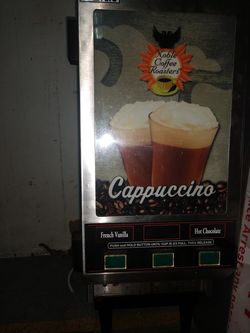 Noble
Coffee
Roasters
Cappuccino
French Vanilla
Hot Chocolate
PUSH and HOLD BUTTON UNTIL CUP IS 2/3 FULL, THEN RELEASE